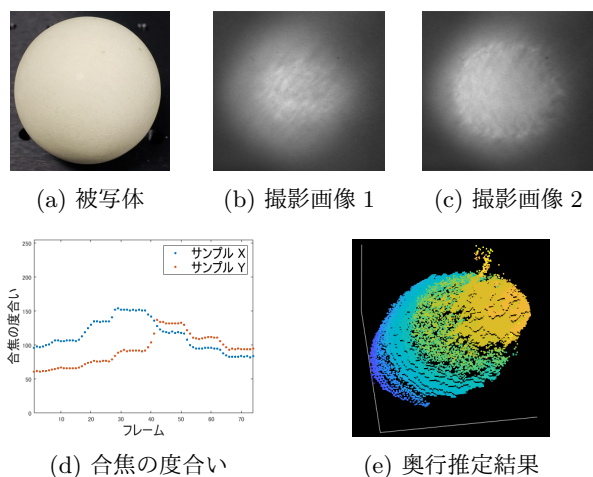 (a) 被写体
(b) 撮影画像 1
(c) 撮影画像 2
サンプル X
サンプル Y
合焦の度合い
250
200
150
100
50
0
10 20 30 40 50 60 70
フレーム
(d) 合焦の度合い
(e) 奥行推定結果